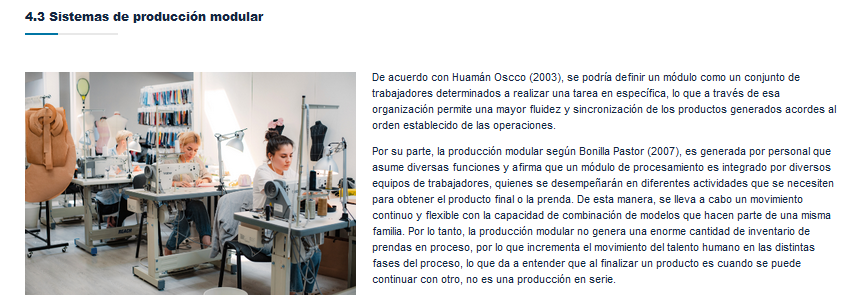 4.3 Sistemas de producción modular
De acuerdo con Huamán Oscco (2003), se podría definir un módulo como un conjunto de
trabajadores determinados a realizar una tarea en específica, lo que a través de esa
organización permite una mayor fluidez y sincronización de los productos generados acordes al
orden establecido de las operaciones.
Por su parte, la producción modular según Bonilla Pastor (2007), es generada por personal que
asume diversas funciones y afirma que un módulo de procesamiento es integrado por diversos
equipos de trabajadores, quienes se desempeñarán en diferentes actividades que se necesiten
para obtener el producto final o la prenda. De esta manera, se lleva a cabo un movimiento
continuo y flexible con la capacidad de combinación de modelos que hacen parte de una misma
familia. Por lo tanto, la producción modular no genera una enorme cantidad de inventario de
prendas en proceso, por lo que incrementa el movimiento del talento humano en las distintas
fases del proceso, lo que da a entender que al finalizar un producto es cuando se puede
continuar con otro, no es una producción en serie.